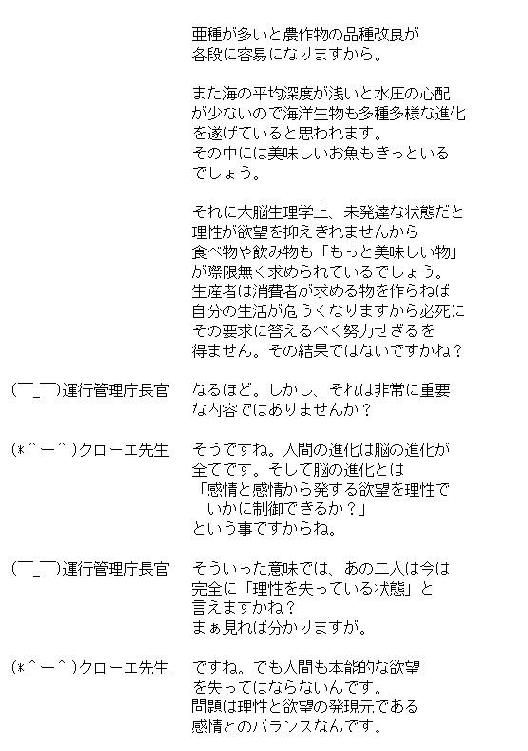 亜種が多いと農作物の品種改良が
各段に容易になりますから。
また海の平均深度が浅いと水圧の心配
が少ないので海洋生物も多種多様な進化
を遂げていると思われます。
その中には美味しいお魚もきっといる
でしょう。
それに大脳生理学上、未発達な状態だと
理性が欲望を抑えきれませんから
食べ物や飲み物も「もっと美味しい物」
が際限無く求められているでしょう。
生産者は消費者が求める物を作らねば
自分の生活が危うくなりますから必死に
その要求に答えるべく努力せざるを
得ません。その結果ではないですかね？
(￣_￣)運行管理庁長官 なるほど。しかし、それは非常に重要
な内容ではありませんか？
(*＾ー＾)クローエ先生 そうですね。人間の進化は脳の進化が
全てです。そして脳の進化とは
「感情と感情から発する欲望を理性で
いかに制御できるか？」
という事ですからね。
(￣_￣)運行管理庁長官 そういった意味では、あの二人は今は
完全に「理性を失っている状態」と
言えますかね？
まぁ見れば分かりますが。
(*＾ー＾)クローエ先生 ですね。でも人間も本能的な欲望
を失ってはならないんです。
問題は理性と欲望の発現元である
感情とのバランスなんです。